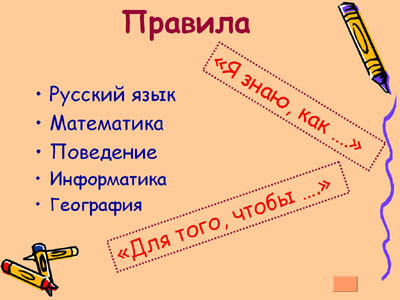 Правила
«Я знаю, как ...»
• Русский язык
• Математика
• Поведение
• Информатика
• География
«Для того, чтобы ...»